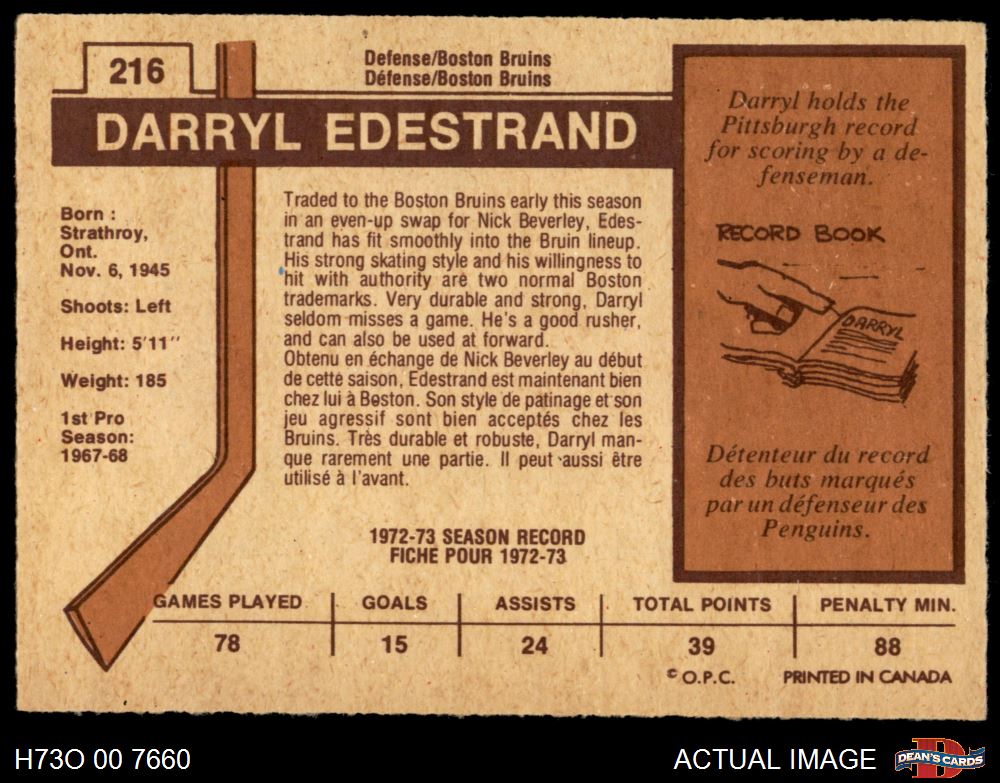 216
Defense/Boston Bruins
Défense/Boston Bruins
DARRYL EDESTRAND
Born :
Strathroy,
Ont.
Nov. 6, 1945
Shoots: Left
Height: 5'11''
Weight: 185
1st Pro
Season:
1967-68
Traded to the Boston Bruins early this season
in an even-up swap for Nick Beverley, Edes-
trand has fit smoothly into the Bruin lineup.
His strong skating style and his willingness to
hit with authority are two normal Boston
trademarks. Very durable and strong, Darryl
seldom misses a game. He's a good rusher,
and can also be used at forward.
Obtenu en échange de Nick Beverley au début
de cette saison, Edestrand est maintenant bien
chez lui à Boston. Son style de patinage et son
jeu agressif sont bien acceptés chez les
Bruins. Très durable et robuste, Darryl man-
que rarement une partie. Il peut aussi être
utilisé à l'avant.
Darryl holds the
Pittsburgh record
for scoring by a de-
fenseman.
RECORD BOOK
DARRYL
Détenteur du record
des buts marqués
par un défenseur des
Penguins.
1972-73 SEASON RECORD
FICHE POUR 1972-73
GAMES PLAYED GOALS ASSISTS TOTAL POINTS PENALTY MIN.
78 15 24 39 88
© O.P.C. PRINTED IN CANADA
H73O 00 7660
ACTUAL IMAGE
DEAN'S CARDS